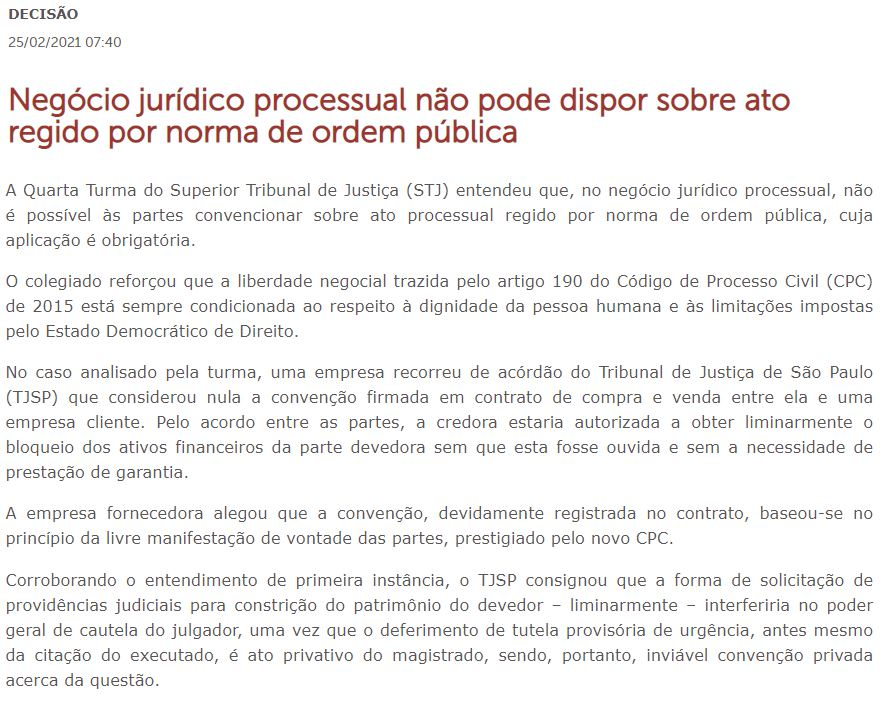 DECISÃO
25/02/2021 07:40
Negócio jurídico processual não pode dispor sobre ato
regido por norma de ordem pública
A Quarta Turma do Superior Tribunal de Justiça (STJ) entendeu que, no negócio jurídico processual, não
é possível às partes convencionar sobre ato processual regido por norma de ordem pública, cuja
aplicação é obrigatória.
O colegiado reforçou que a liberdade negocial trazida pelo artigo 190 do Código de Processo Civil (CPC)
de 2015 está sempre condicionada ao respeito à dignidade da pessoa humana e às limitações impostas
pelo Estado Democrático de Direito.
No caso analisado pela turma, uma empresa recorreu de acórdão do Tribunal de Justiça de São Paulo
(TJSP) que considerou nula a convenção firmada em contrato de compra e venda entre ela e uma
empresa cliente. Pelo acordo entre as partes, a credora estaria autorizada a obter liminarmente o
bloqueio dos ativos financeiros da parte devedora sem que esta fosse ouvida e sem a necessidade de
prestação de garantia.
A empresa fornecedora alegou que a convenção, devidamente registrada no contrato, baseou-se no
princípio da livre manifestação de vontade das partes, prestigiado pelo novo CPC.
Corroborando o entendimento de primeira instância, o TJSP consignou que a forma de solicitação de
providências judiciais para constrição do patrimônio do devedor – liminarmente – interferiria no poder
geral de cautela do julgador, uma vez que o deferimento de tutela provisória de urgência, antes mesmo
da citação do executado, é ato privativo do magistrado, sendo, portanto, inviável convenção privada
acerca da questão.